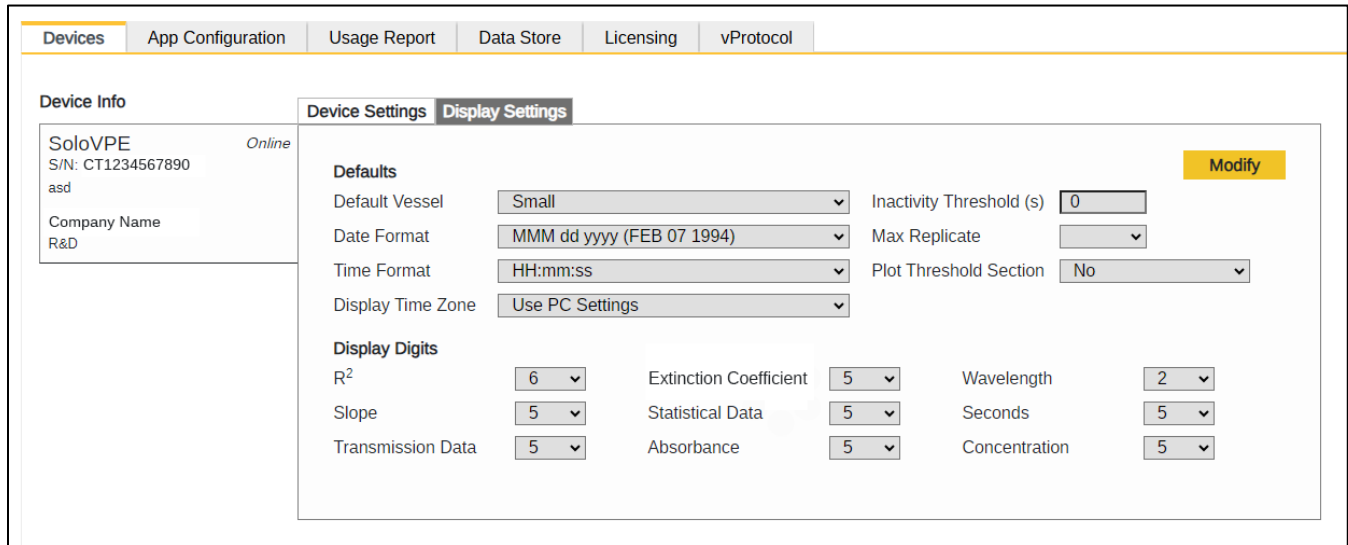 Devices App Configuration Usage Report Data Store Licensing vProtocol
Device Info
Device Settings Display Settings
SoloVPE Online
S/N: CT1234567890
asd
Company Name
R&D
Modify
Defaults
Default Vessel Small Inactivity Threshold (s) 0
Date Format MMM dd yyyy (FEB 07 1994) Max Replicate
Time Format HH:mm:ss Plot Threshold Section No
Display Time Zone Use PC Settings
Display Digits
R² 6 Extinction Coefficient 5 Wavelength 2
Slope 5 Statistical Data 5 Seconds 5
Transmission Data 5 Absorbance 5 Concentration 5